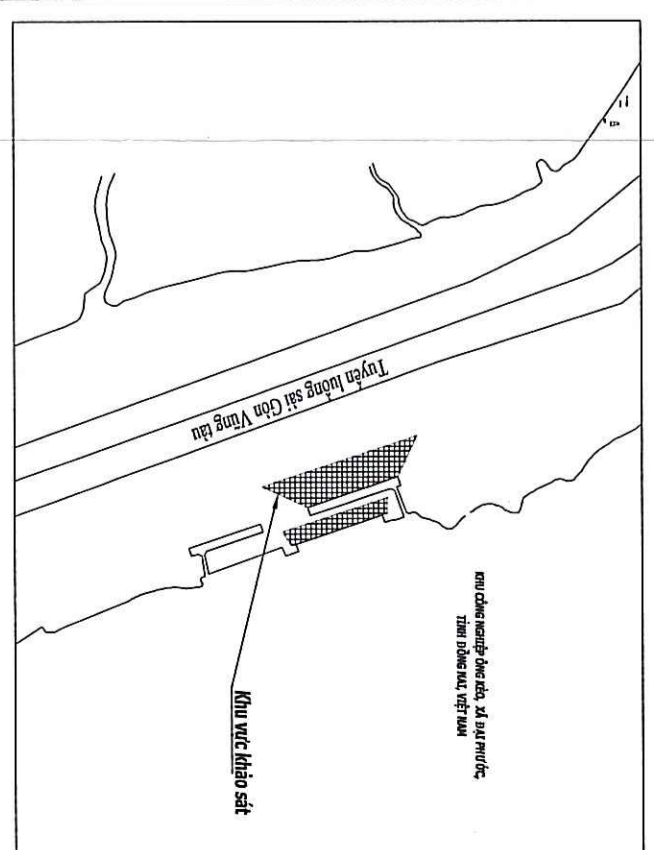 Tuyến luồng sải Gòn Vũng tàu
KHU CÔNG NGHIỆP ÔNG KÈO, XÃ ĐẠI PHƯỚC,
TỈNH ĐỒNG NAI, VIỆT NAM
Khu vực khảo sát